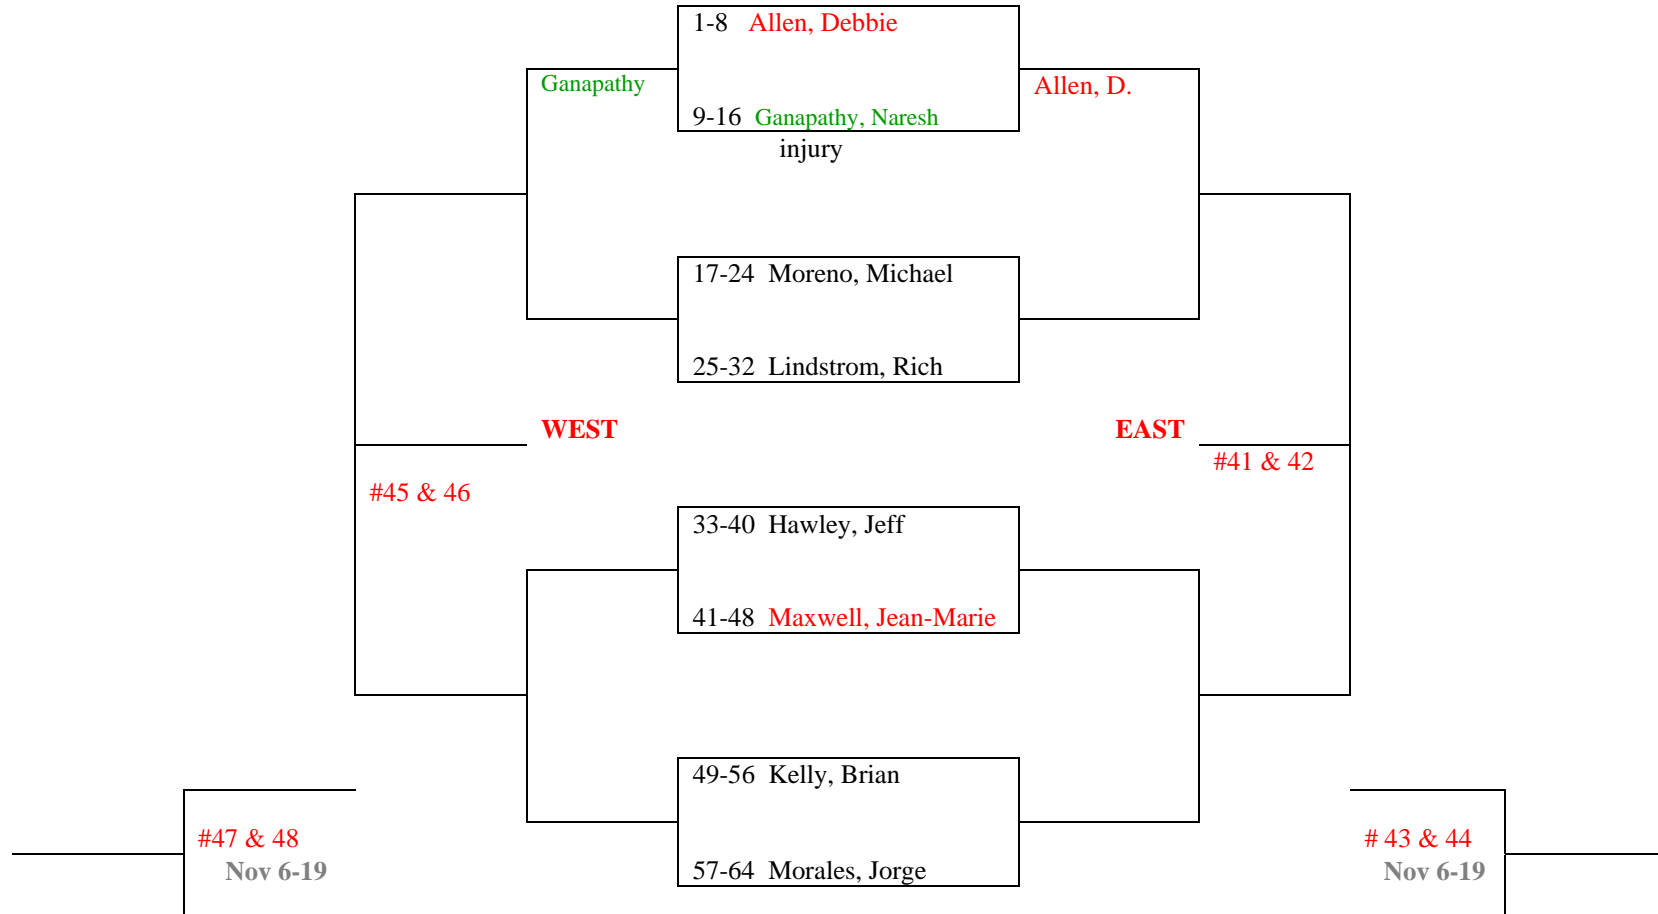 1-8 Allen, Debbie
Ganapathy
Allen, D.
9-16 Ganapathy, Naresh
injury
17-24 Moreno, Michael
25-32 Lindstrom, Rich
WEST
EAST
#41 & 42
#45 & 46
33-40 Hawley, Jeff
41-48 Maxwell, Jean-Marie
49-56 Kelly, Brian
#47 & 48
# 43 & 44
Nov 6-19
57-64 Morales, Jorge
Nov 6-19